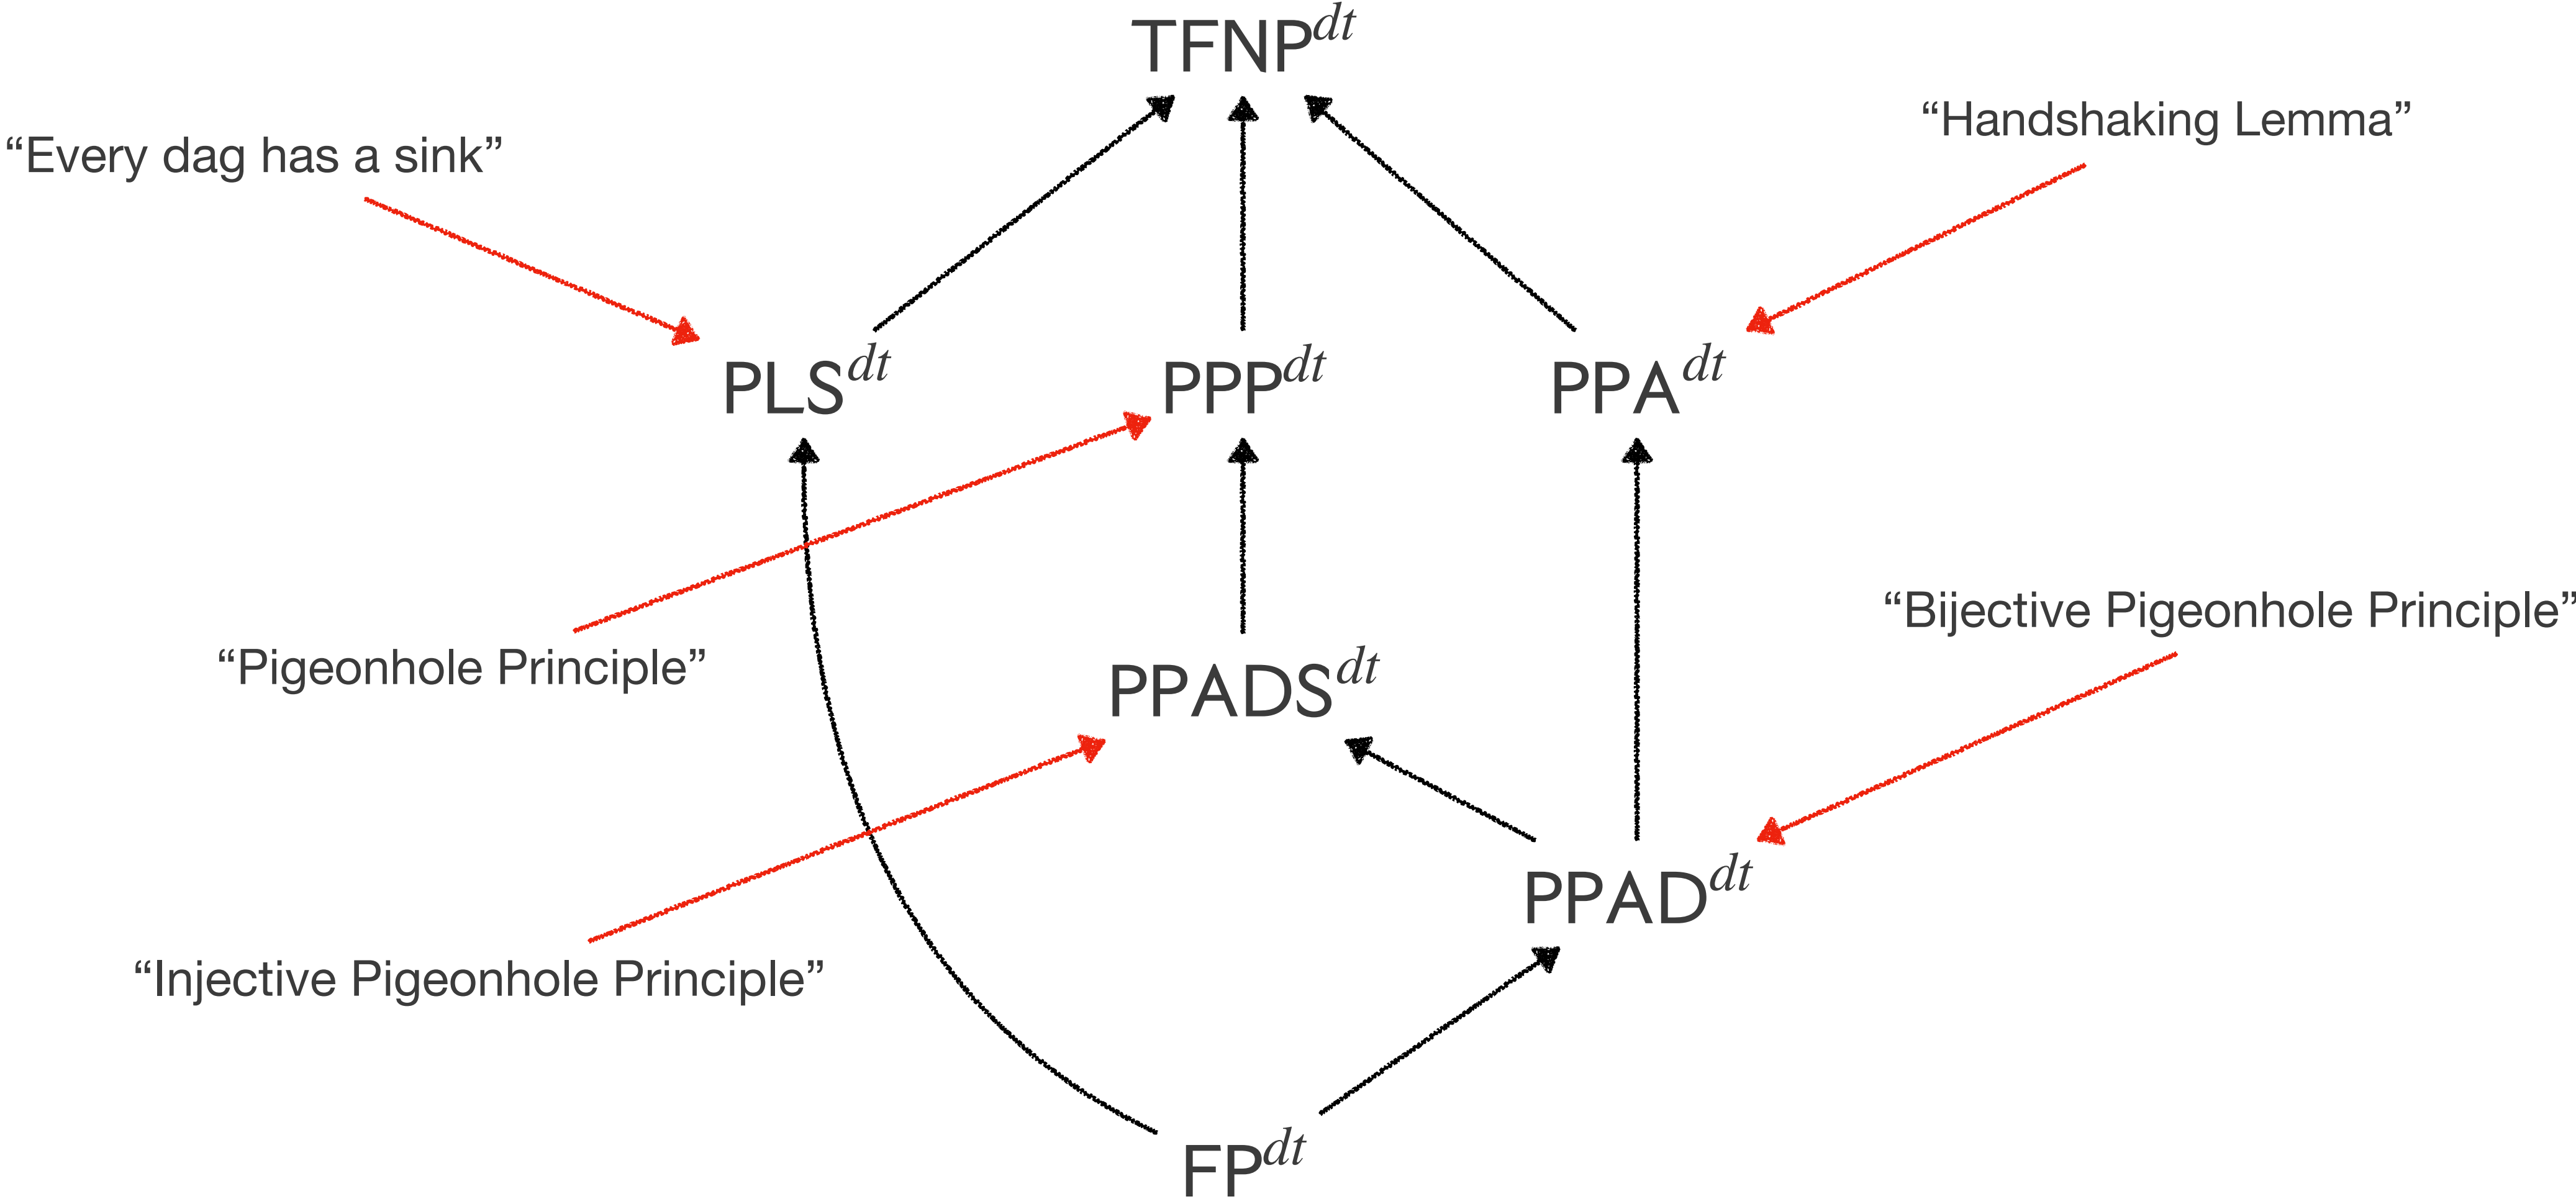 TFNP^dt
“Handshaking Lemma”
“Every dag has a sink”
PLS^dt
PPP^dt
PPA^dt
“Bijective Pigeonhole Principle”
“Pigeonhole Principle”
PPADS^dt
PPAD^dt
“Injective Pigeonhole Principle”
FP^dt